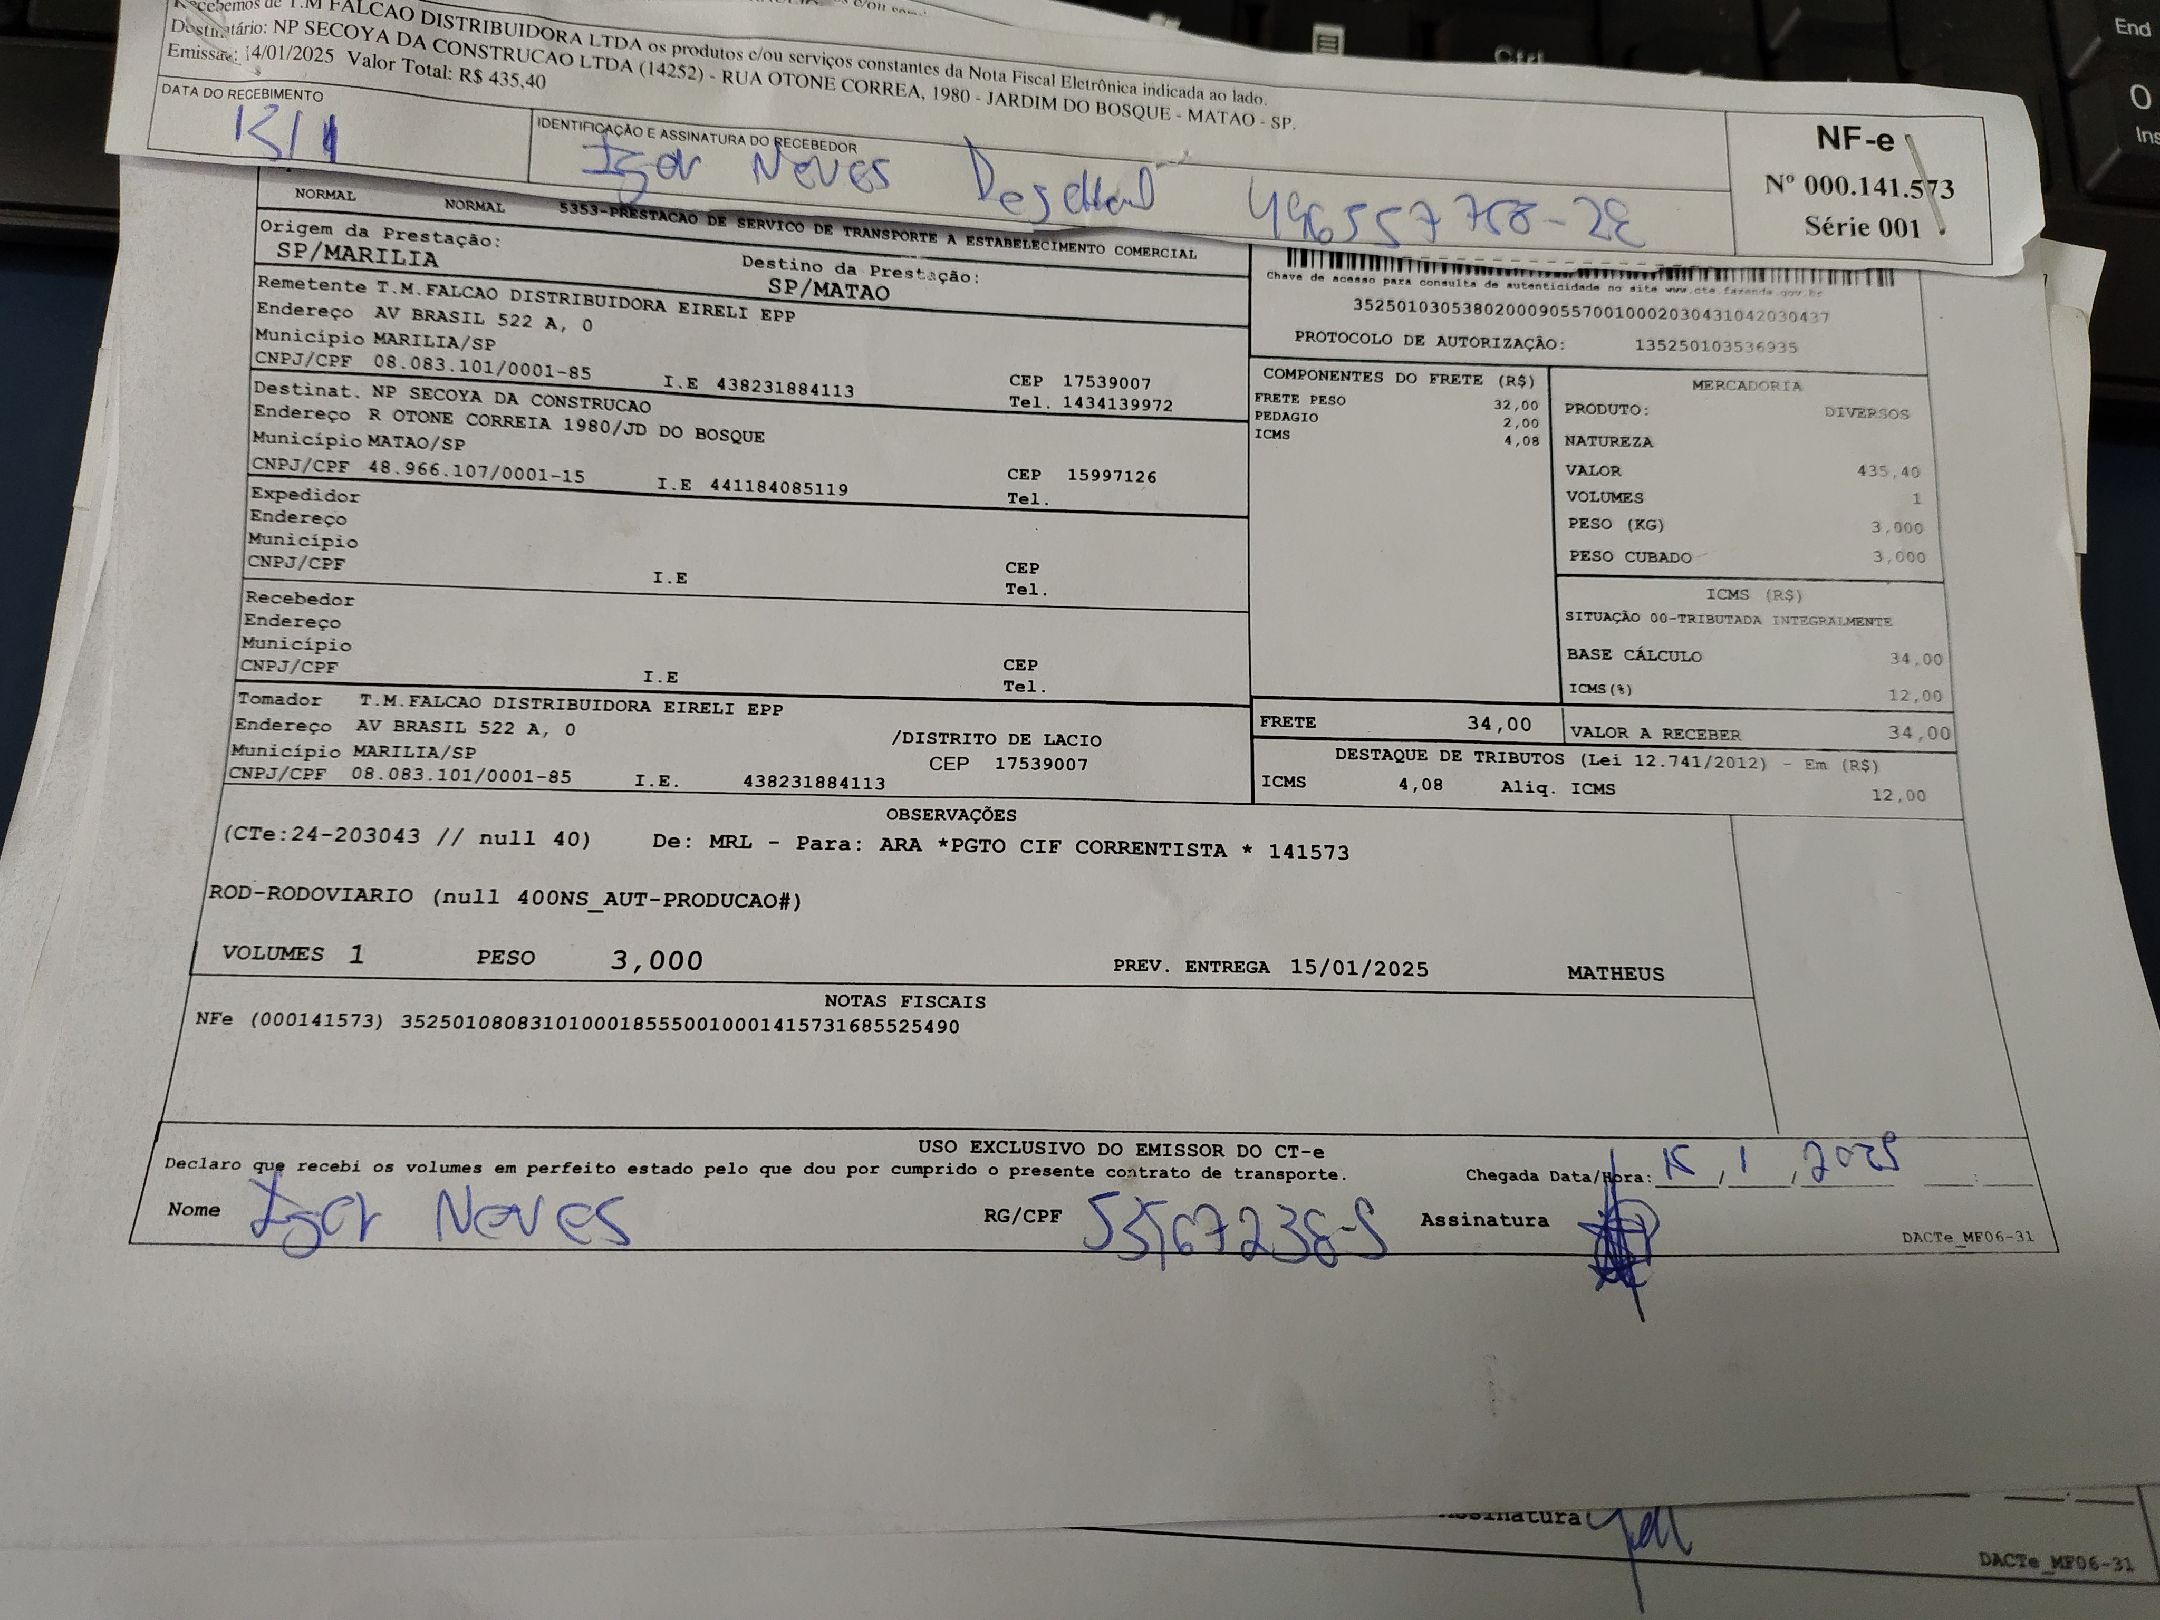 Recebemos de T.M FALCAO DISTRIBUIDORA LTDA os produtos e/ou serviços constantes da Nota Fiscal Eletrônica indicada ao lado.
Destinatário: NP SECOYA DA CONSTRUCAO LTDA (14252) - RUA OTONE CORREA, 1980 - JARDIM DO BOSQUE - MATAO - SP.
Emissão: 14/01/2025 Valor Total: R$ 435,40
DATA DO RECEBIMENTO
IDENTIFICAÇÃO E ASSINATURA DO RECEBEDOR
Igor Neves
NF-e
Nº 000.141.573
Série 001
NORMAL NORMAL 5353-PRESTACAO DE SERVICO DE TRANSPORTE A ESTABELECIMENTO COMERCIAL
Origem da Prestação: Destino da Prestação:
SP/MARILIA SP/MATAO
Remetente T.M.FALCAO DISTRIBUIDORA EIRELI EPP
Endereço AV BRASIL 522 A, 0
Município MARILIA/SP CEP 17539007
CNPJ/CPF 08.083.101/0001-85 I.E 438231884113 Tel. 1434139972
Destinat. NP SECOYA DA CONSTRUCAO
Endereço R OTONE CORREIA 1980/JD DO BOSQUE
Município MATAO/SP CEP 15997126
CNPJ/CPF 48.966.107/0001-15 I.E 441184085119 Tel.
Expedidor
Endereço
Município CEP
CNPJ/CPF I.E Tel.
Recebedor
Endereço
Município CEP
CNPJ/CPF I.E Tel.
Tomador T.M.FALCAO DISTRIBUIDORA EIRELI EPP
Endereço AV BRASIL 522 A, 0 /DISTRITO DE LACIO
Município MARILIA/SP CEP 17539007
CNPJ/CPF 08.083.101/0001-85 I.E. 438231884113
Chave de acesso para consulta de autenticidade no site www.cte.fazenda.gov.br
35250103053802000905570010002030431042030437
PROTOCOLO DE AUTORIZAÇÃO: 135250103536935
COMPONENTES DO FRETE (R$)
FRETE PESO 32,00
PEDAGIO 2,00
ICMS 4,08
MERCADORIA
PRODUTO: DIVERSOS
NATUREZA
VALOR 435,40
VOLUMES 1
PESO (KG) 3,000
PESO CUBADO 3,000
ICMS (R$)
SITUAÇÃO 00-TRIBUTADA INTEGRALMENTE
BASE CÁLCULO 34,00
ICMS(%) 12,00
FRETE 34,00 VALOR A RECEBER 34,00
DESTAQUE DE TRIBUTOS (Lei 12.741/2012) - Em (R$)
ICMS 4,08 Aliq. ICMS 12,00
OBSERVAÇÕES
(CTe:24-203043 // null 40) De: MRL - Para: ARA *PGTO CIF CORRENTISTA * 141573
ROD-RODOVIARIO (null 400NS_AUT-PRODUCAO#)
VOLUMES 1 PESO 3,000 PREV. ENTREGA 15/01/2025 MATHEUS
NOTAS FISCAIS
NFe (000141573) 35250108083101000185550010001415731685525490
USO EXCLUSIVO DO EMISSOR DO CT-e
Declaro que recebi os volumes em perfeito estado pelo que dou por cumprido o presente contrato de transporte. Chegada Data/Hora: 15/1/2025
Nome Igor Neves RG/CPF Assinatura
DACTe_MF06-31
Assinatura
DACTe_MF06-31